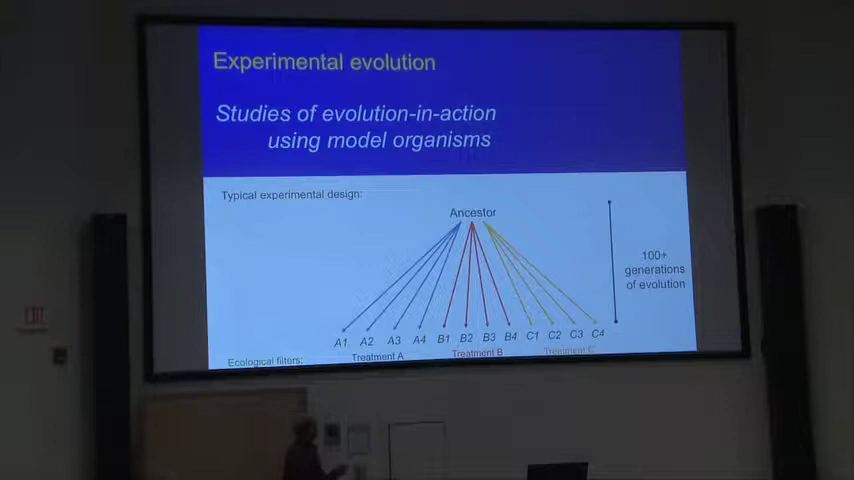 Experimental evolution
Studies of evolution-in-action
using model organisms
Typical experimental design:
Ancestor
100+
generations
of evolution
A1 A2 A3 A4 B1 B2 B3 B4 C1 C2 C3 C4
Ecological filters: Treatment A Treatment B Treatment C